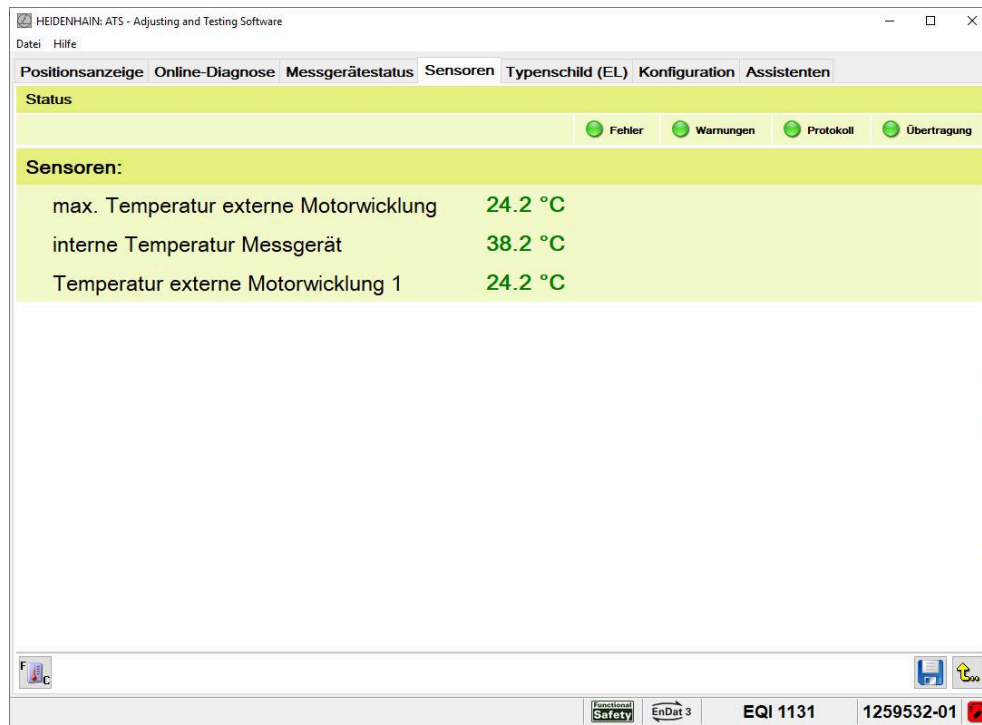 HEIDENHAIN: ATS - Adjusting and Testing Software
Datei Hilfe
Positionsanzeige Online-Diagnose Messgerätestatus Sensoren Typenschild (EL) Konfiguration Assistenten
Status
Fehler Warnungen Protokoll Übertragung
Sensoren:
max. Temperatur externe Motorwicklung 24.2 °C
interne Temperatur Messgerät 38.2 °C
Temperatur externe Motorwicklung 1 24.2 °C
F C
Functional Safety EnDat 3 EQI 1131 1259532-01